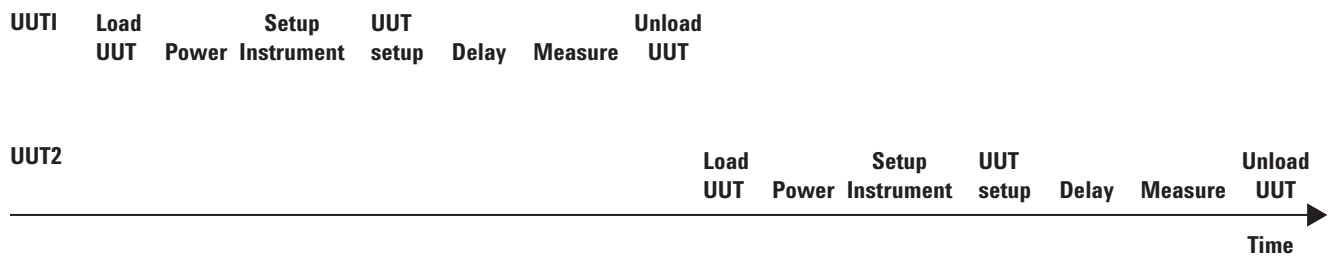 UUT1 Load Setup UUT Unload
UUT Power Instrument setup Delay Measure UUT
UUT2
Load Setup UUT Unload
UUT Power Instrument setup Delay Measure UUT
Time